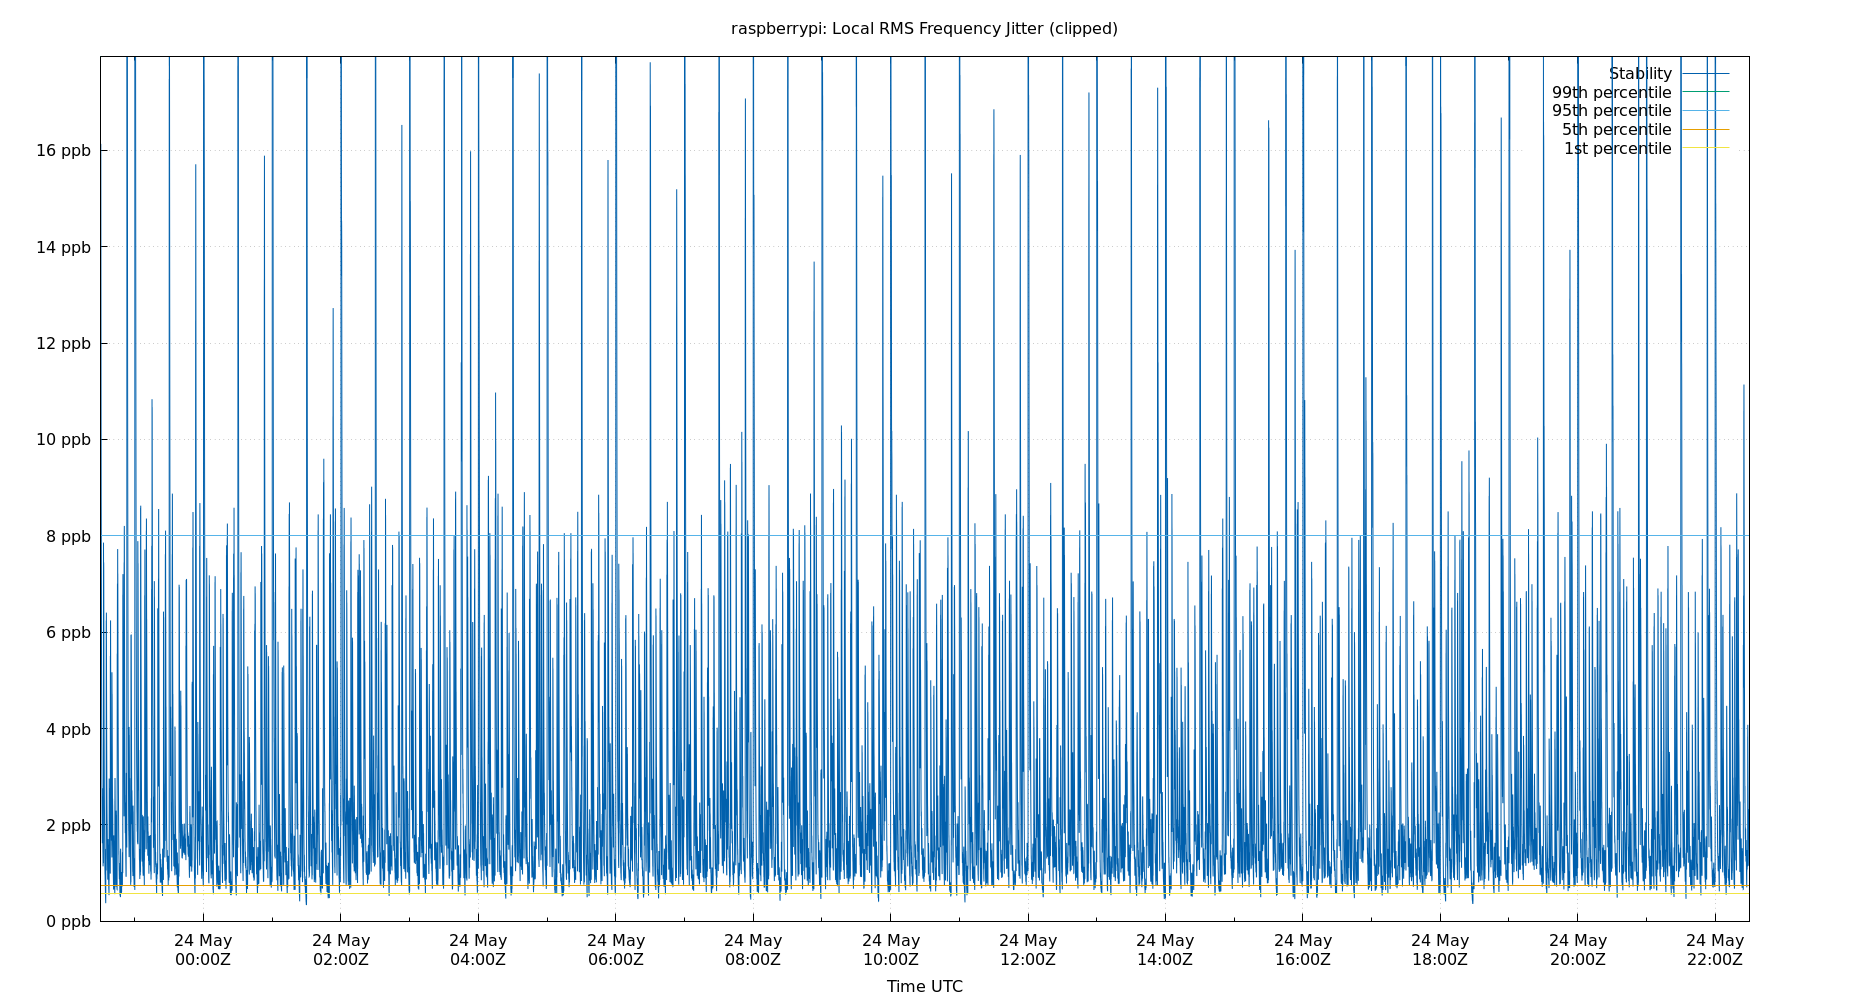 raspberrypi: Local RMS Frequency Jitter (clipped)
Stability
99th percentile
95th percentile
5th percentile
1st percentile
16 ppb
14 ppb
12 ppb
10 ppb
8 ppb
6 ppb
4 ppb
2 ppb
0 ppb
24 May 24 May 24 May 24 May 24 May 24 May 24 May 24 May 24 May 24 May 24 May 24 May
00:00Z 02:00Z 04:00Z 06:00Z 08:00Z 10:00Z 12:00Z 14:00Z 16:00Z 18:00Z 20:00Z 22:00Z
Time UTC